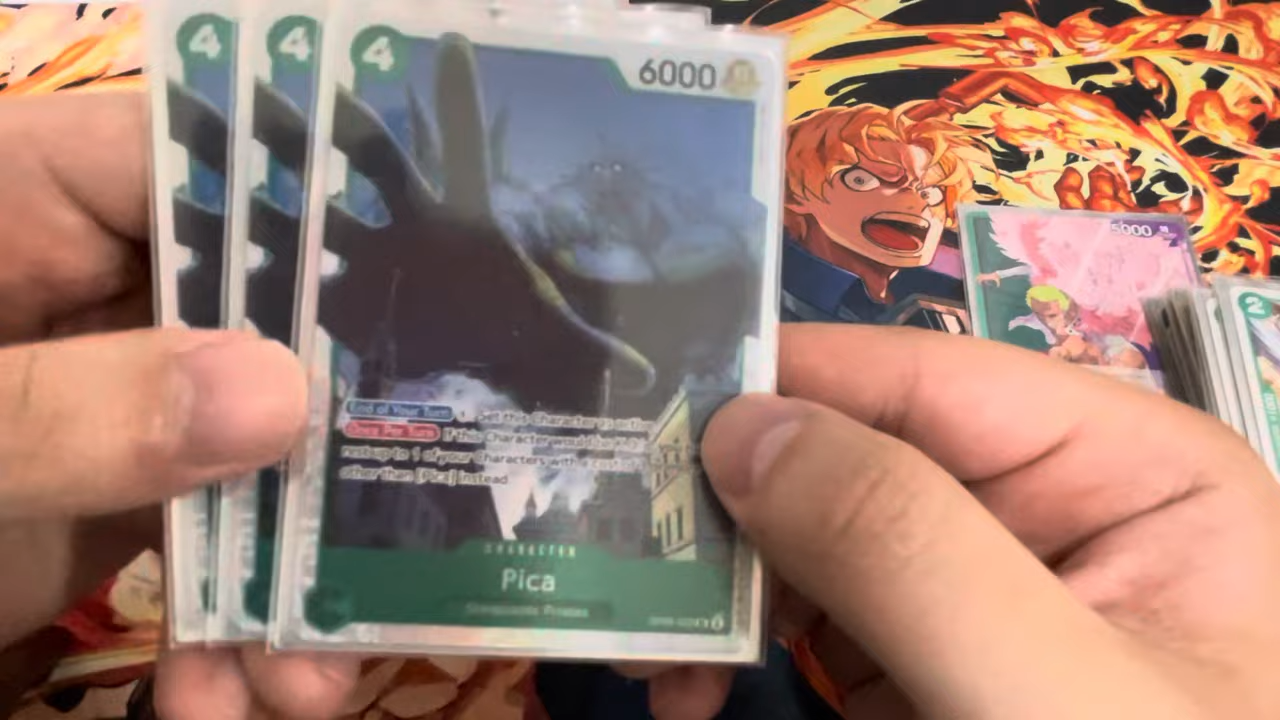 4
4
4
6000
End of Your Turn 1 Set this Character as active
Once Per Turn If this Character would be
rest up to 1 of your Characters with a cost
other than [Pica] instead
CHARACTER
Pica
Donquixote Pirates
5000
2